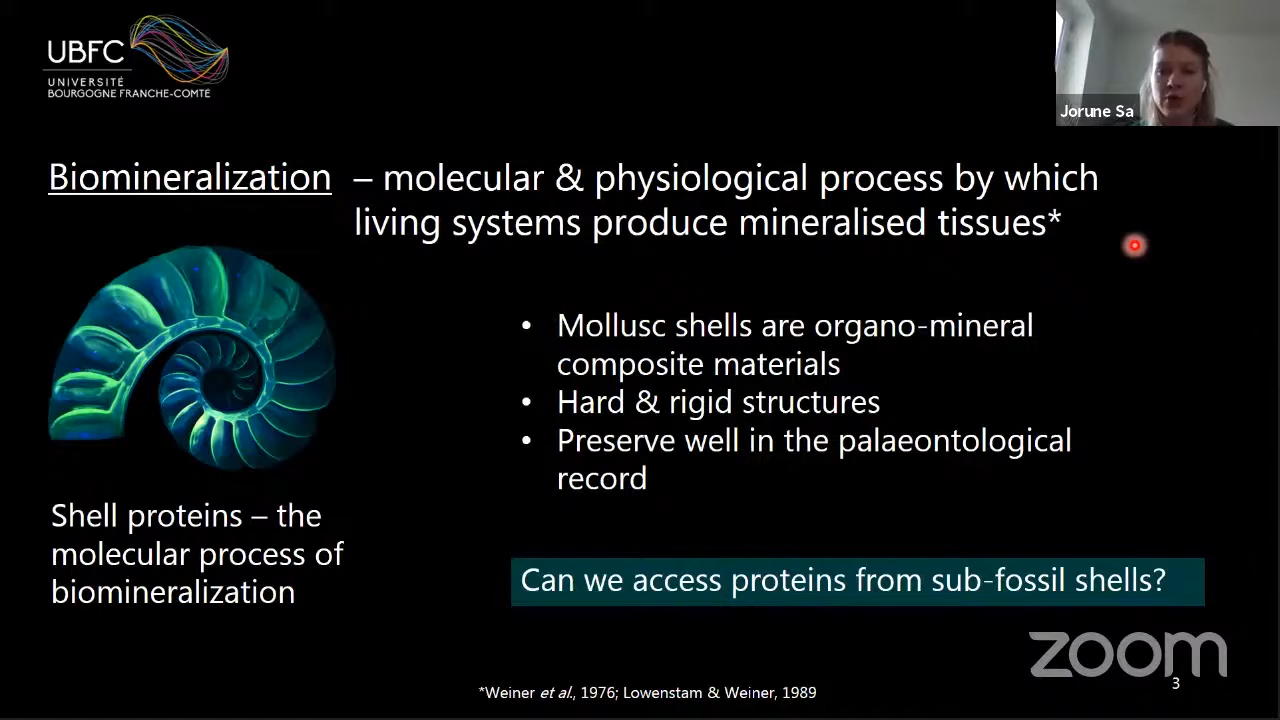 UBFC
UNIVERSITÉ
BOURGOGNE FRANCHE-COMTÉ
Jorune Sa
Biomineralization – molecular & physiological process by which
living systems produce mineralised tissues*
• Mollusc shells are organo-mineral
composite materials
• Hard & rigid structures
• Preserve well in the palaeontological
record
Shell proteins – the
molecular process of
biomineralization
Can we access proteins from sub-fossil shells?
zoom
3
*Weiner et al., 1976; Lowenstam & Weiner, 1989